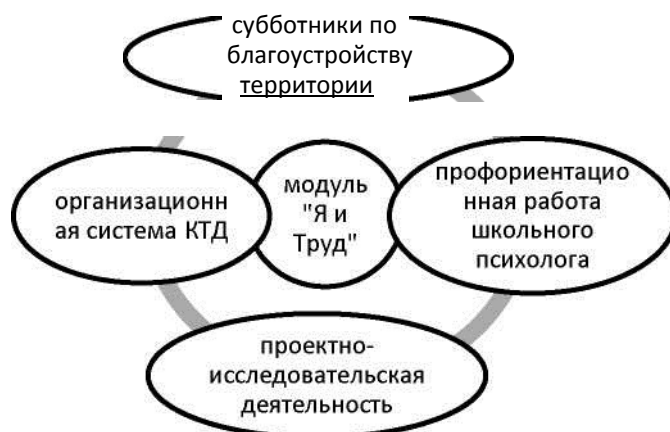 субботники по
благоустройству
территории
организационн
ая система КТД
модуль
"Я и
Труд"
профориентацио
нная работа
школьного
психолога
проектно-
исследовательская
деятельность